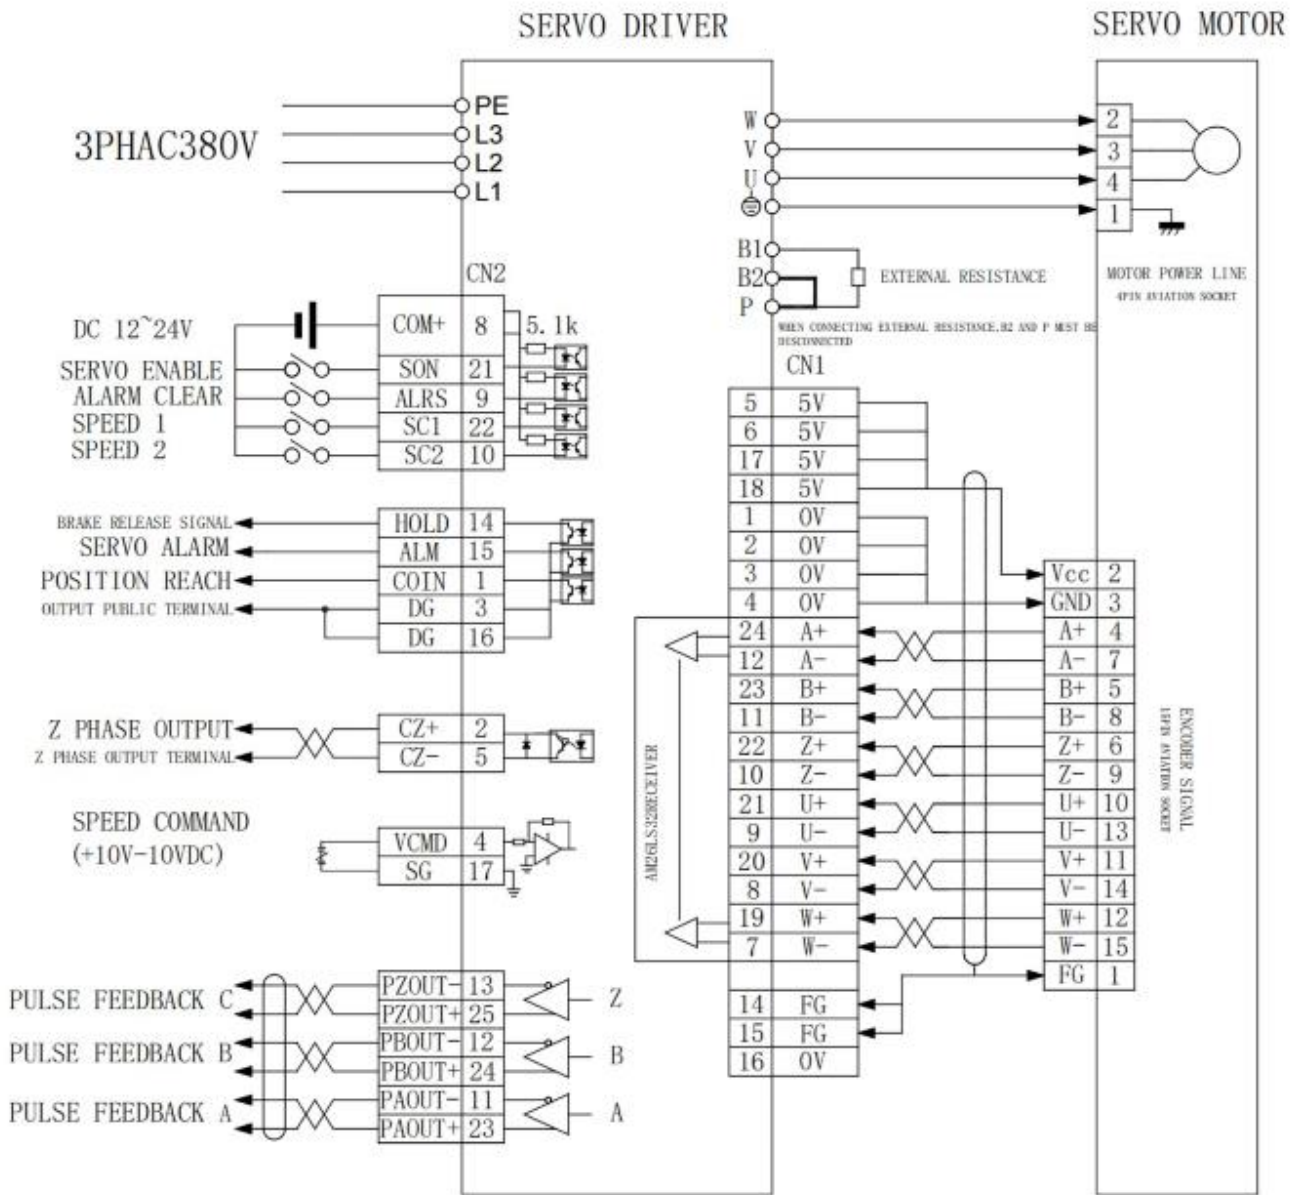 SERVO DRIVER
SERVO MOTOR
3PHAC380V
PE
L3
L2
L1
W
V
U
2
3
4
1
B1
B2
P
EXTERNAL RESISTANCE
WHEN CONNECTING EXTERNAL RESISTANCE,B2 AND P MUST BE
DISCONNECTED
MOTOR POWER LINE
4PIN AVIATION SOCKET
CN2
DC 12~24V
COM+ 8
5.1k
SERVO ENABLE SON 21
ALARM CLEAR ALRS 9
SPEED 1 SC1 22
SPEED 2 SC2 10
BRAKE RELEASE SIGNAL HOLD 14
SERVO ALARM ALM 15
POSITION REACH COIN 1
OUTPUT PUBLIC TERMINAL DG 3
DG 16
Z PHASE OUTPUT CZ+ 2
Z PHASE OUTPUT TERMINAL CZ- 5
SPEED COMMAND
(+10V-10VDC)
VCMD 4
SG 17
PULSE FEEDBACK C
PZOUT- 13
PZOUT+ 25
Z
PULSE FEEDBACK B
PBOUT- 12
PBOUT+ 24
B
PULSE FEEDBACK A
PAOUT- 11
PAOUT+ 23
A
CN1
5 5V
6 5V
17 5V
18 5V
1 0V
2 0V
3 0V
4 0V
24 A+
12 A-
23 B+
11 B-
22 Z+
10 Z-
21 U+
9 U-
20 V+
8 V-
19 W+
7 W-
14 FG
15 FG
16 0V
AM26LS32RECEIVER
Vcc 2
GND 3
A+ 4
A- 7
B+ 5
B- 8
Z+ 6
Z- 9
U+ 10
U- 13
V+ 11
V- 14
W+ 12
W- 15
FG 1
ENCODER SIGNAL
15PIN AVIATION SOCKET